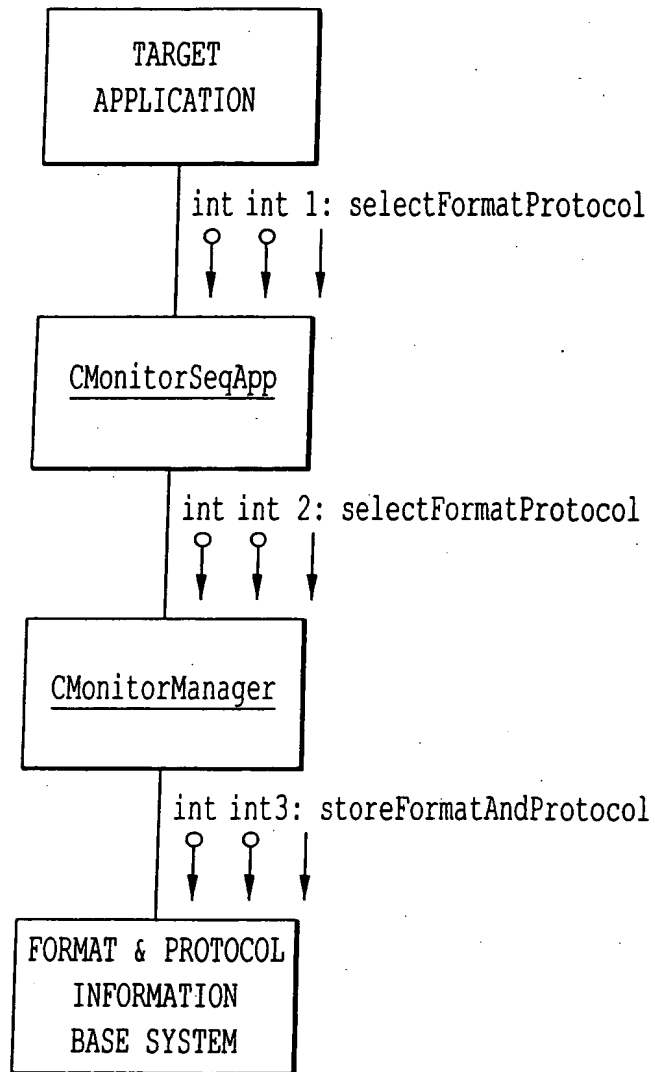 TARGET
APPLICATION
int int 1: selectFormatProtocol
CMonitorSeqApp
int int 2: selectFormatProtocol
CMonitorManager
int int3: storeFormatAndProtocol
FORMAT & PROTOCOL
INFORMATION
BASE SYSTEM